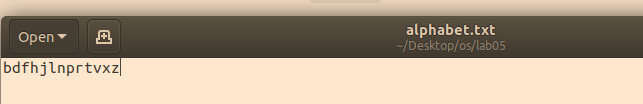 Open
alphabet.txt
~/Desktop/os/lab05
bdfhjlnprtvxz